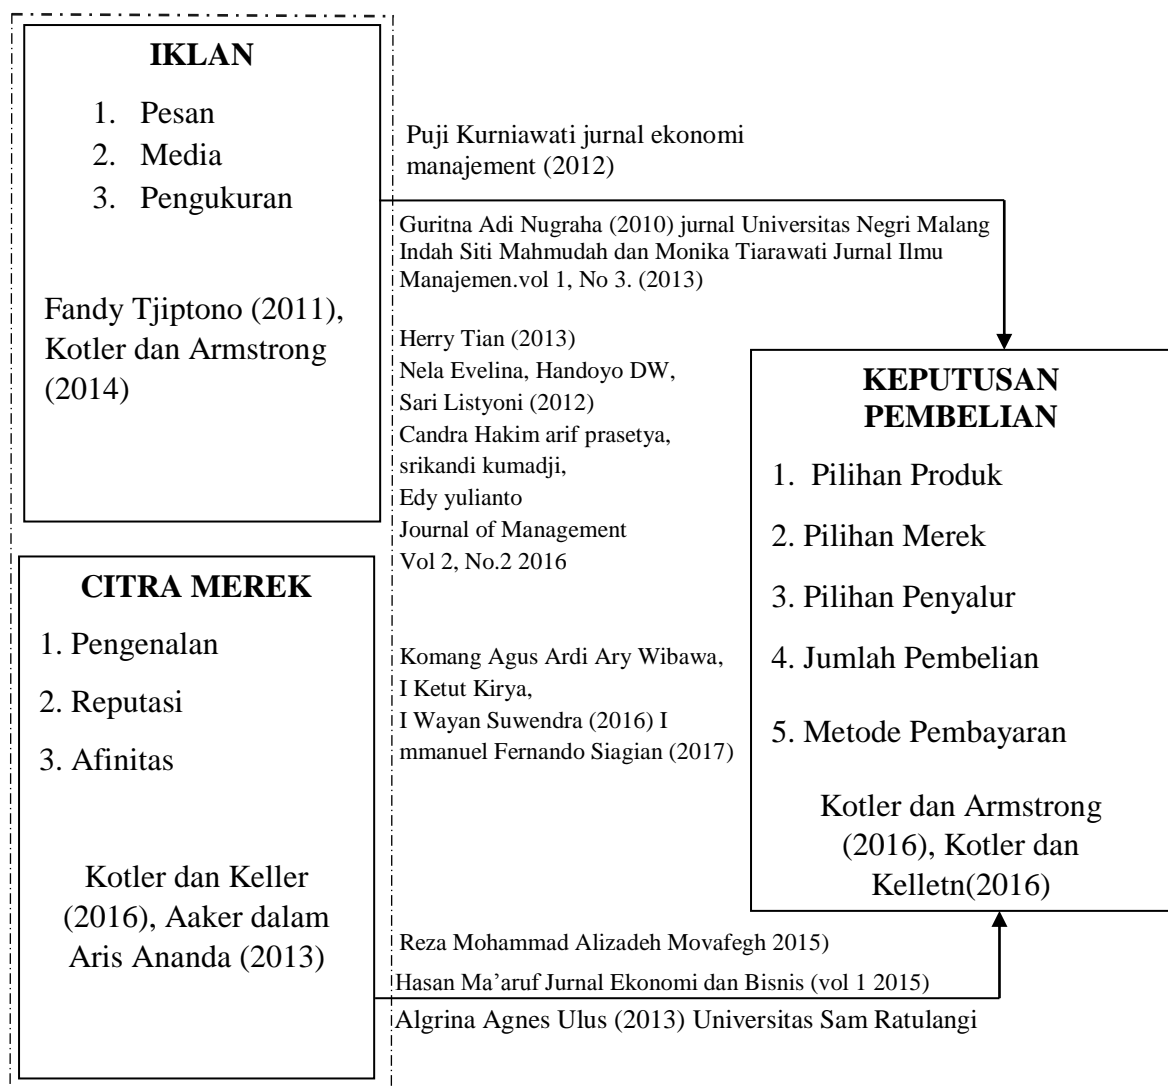 IKLAN
1. Pesan
2. Media
3. Pengukuran
Fandy Tjiptono (2011),
Kotler dan Armstrong
(2014)
Puji Kurniawati jurnal ekonomi
manajement (2012)
Guritna Adi Nugraha (2010) jurnal Universitas Negri Malang
Indah Siti Mahmudah dan Monika Tiarawati Jurnal Ilmu
Manajemen.vol 1, No 3. (2013)
Herry Tian (2013)
Nela Evelina, Handoyo DW,
Sari Listyoni (2012)
Candra Hakim arif prasetya,
srikandi kumadji,
Edy yulianto
Journal of Management
Vol 2, No.2 2016
CITRA MEREK
1. Pengenalan
2. Reputasi
3. Afinitas
Kotler dan Keller
(2016), Aaker dalam
Aris Ananda (2013)
Komang Agus Ardi Ary Wibawa,
I Ketut Kirya,
I Wayan Suwendra (2016) I
mmanuel Fernando Siagian (2017)
KEPUTUSAN
PEMBELIAN
1. Pilihan Produk
2. Pilihan Merek
3. Pilihan Penyalur
4. Jumlah Pembelian
5. Metode Pembayaran
Kotler dan Armstrong
(2016), Kotler dan
Kelletn(2016)
Reza Mohammad Alizadeh Movafegh 2015)
Hasan Ma’aruf Jurnal Ekonomi dan Bisnis (vol 1 2015)
Algrina Agnes Ulus (2013) Universitas Sam Ratulangi